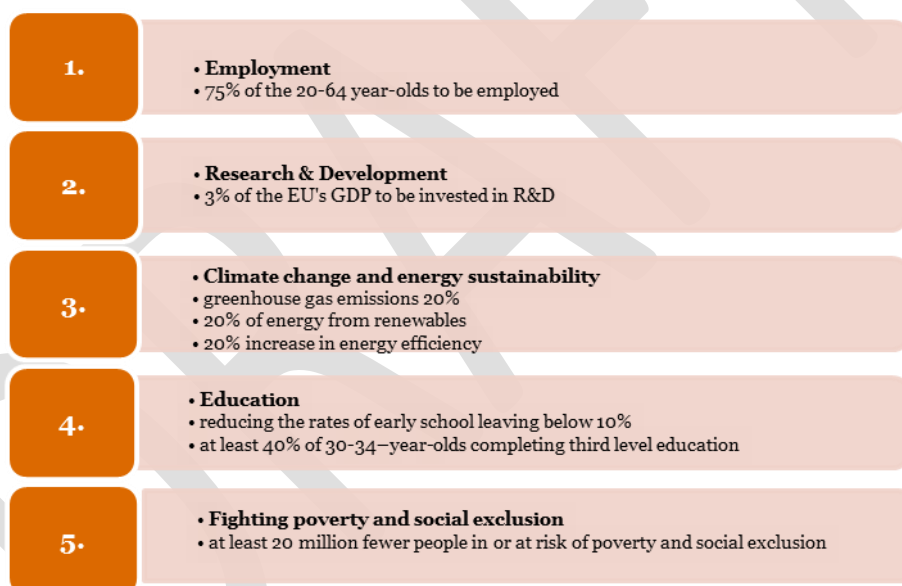 1.
• Employment
• 75% of the 20-64 year-olds to be employed
2.
• Research & Development
• 3% of the EU's GDP to be invested in R&D
3.
• Climate change and energy sustainability
• greenhouse gas emissions 20%
• 20% of energy from renewables
• 20% increase in energy efficiency
4.
• Education
• reducing the rates of early school leaving below 10%
• at least 40% of 30-34–year-olds completing third level education
5.
• Fighting poverty and social exclusion
• at least 20 million fewer people in or at risk of poverty and social exclusion